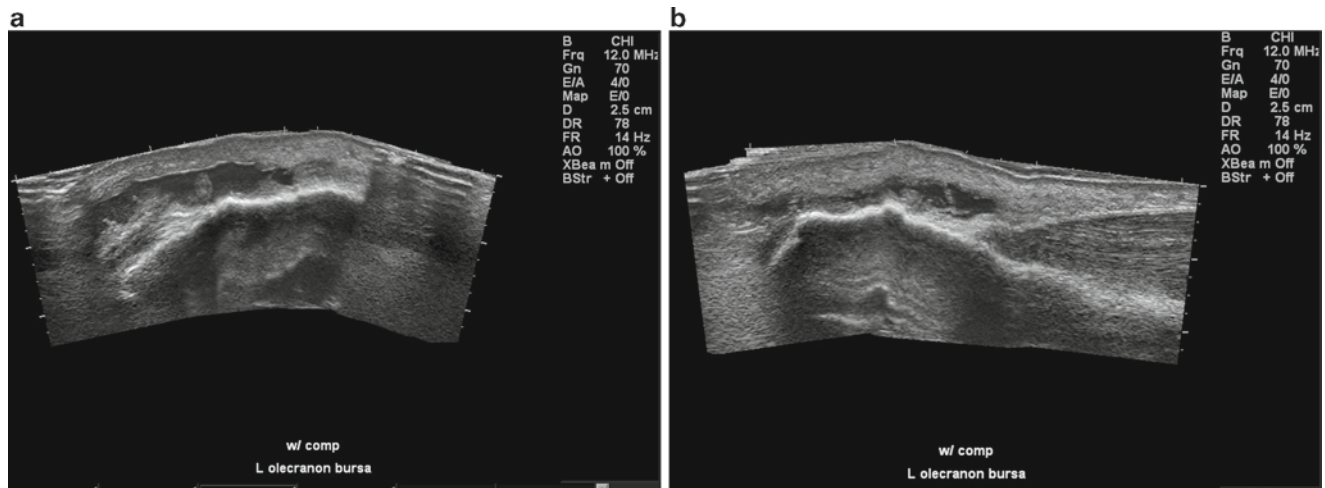 a
B CHI
Frq 12.0 MHz
Gn 70
E/A 4/0
Map E/0
D 2.5 cm
DR 78
FR 14 Hz
AO 100 %
XBea m Off
BStr + Off
w/ comp
L olecranon bursa
b
B CHI
Frq 12.0 MHz
Gn 70
E/A 4/0
Map E/0
D 2.5 cm
DR 78
FR 14 Hz
AO 100 %
XBea m Off
BStr + Off
w/ comp
L olecranon bursa